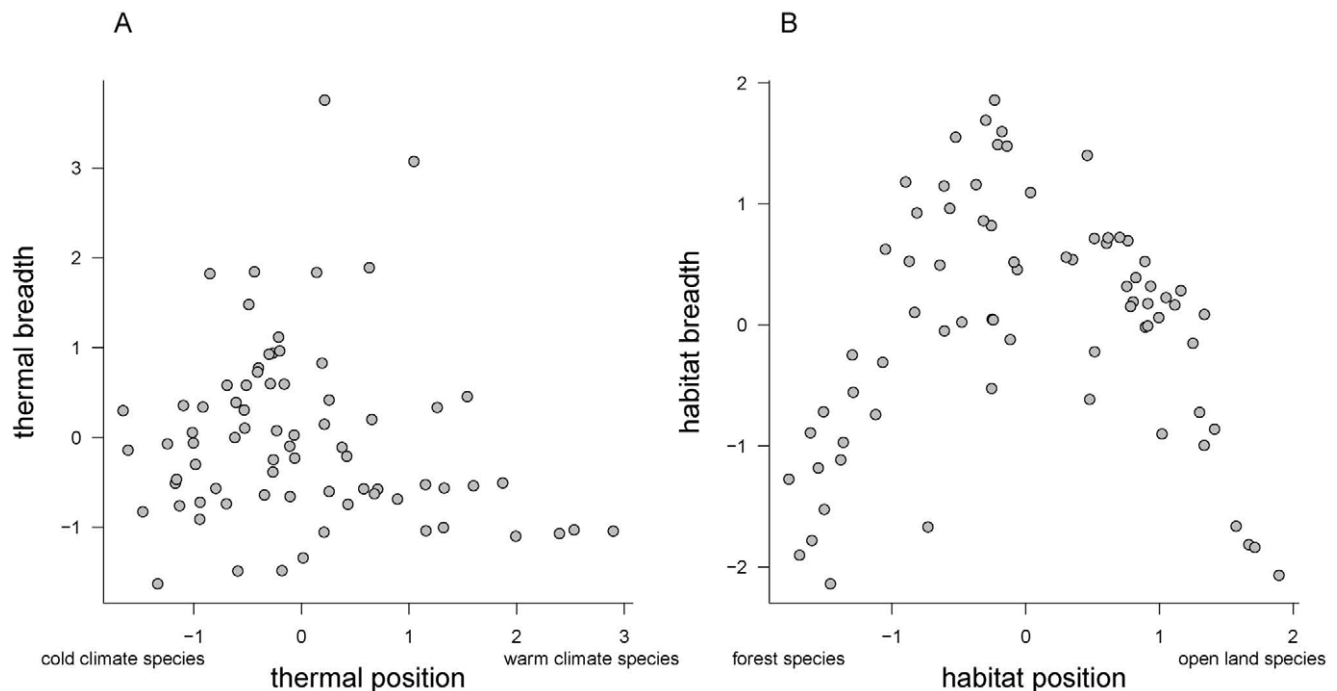 A
thermal breadth
3
2
1
0
−1
−1 0 1 2 3
cold climate species warm climate species
thermal position
B
habitat breadth
2
1
0
−1
−2
−1 0 1 2
forest species open land species
habitat position